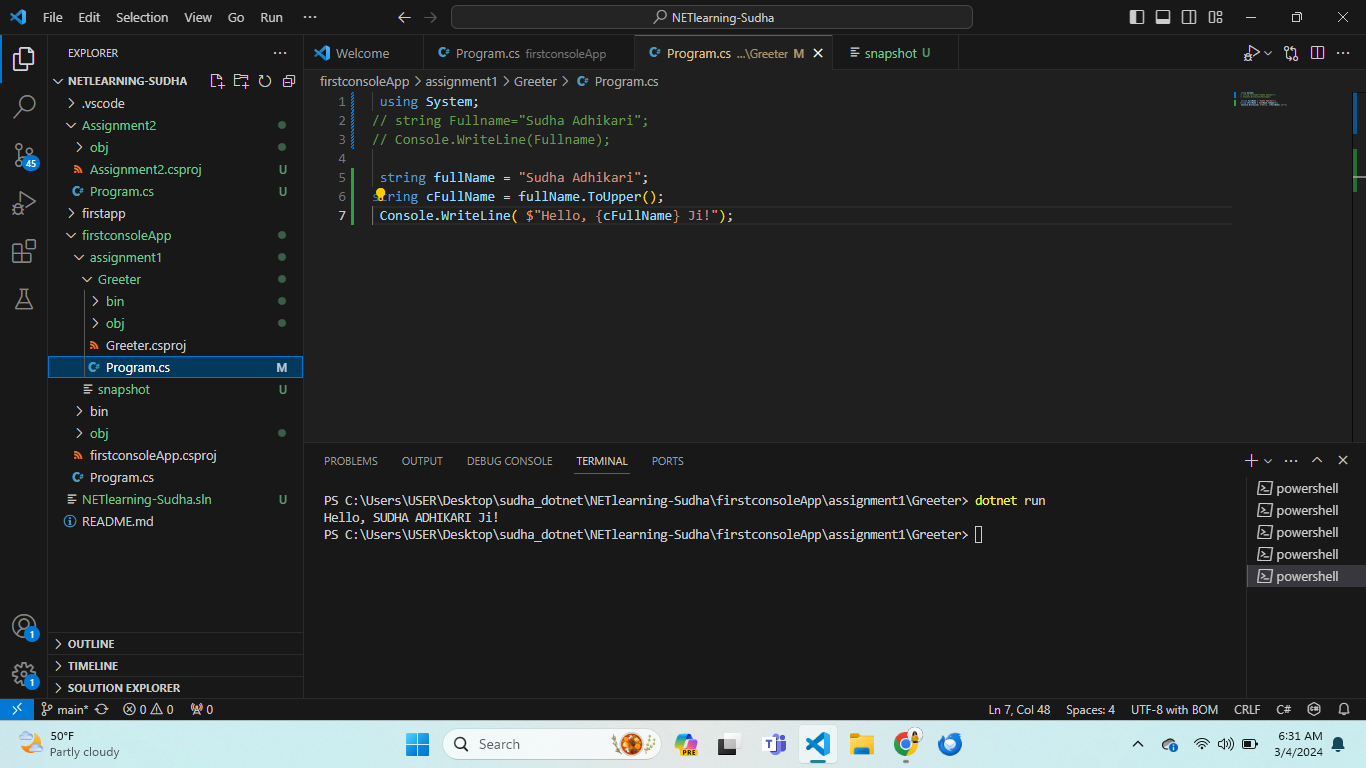 File Edit Selection View Go Run ··· NETlearning-Sudha
EXPLORER ···
NETLEARNING-SUDHA
.vscode
Assignment2
obj
Assignment2.csproj U
Program.cs U
firstapp
firstconsoleApp
assignment1
Greeter
bin
obj
Greeter.csproj
Program.cs M
snapshot U
bin
obj
firstconsoleApp.csproj
Program.cs
NETlearning-Sudha.sln U
README.md
OUTLINE
TIMELINE
SOLUTION EXPLORER
45
1
1
Welcome Program.cs firstconsoleApp Program.cs ...\Greeter M snapshot U
firstconsoleApp > assignment1 > Greeter > Program.cs
1 using System;
2 // string Fullname="Sudha Adhikari";
3 // Console.WriteLine(Fullname);
4
5 string fullName = "Sudha Adhikari";
6 string cFullName = fullName.ToUpper();
7 Console.WriteLine( $"Hello, {cFullName} Ji!");
PROBLEMS OUTPUT DEBUG CONSOLE TERMINAL PORTS
PS C:\Users\USER\Desktop\sudha_dotnet\NETlearning-Sudha\firstconsoleApp\assignment1\Greeter> dotnet run
Hello, SUDHA ADHIKARI Ji!
PS C:\Users\USER\Desktop\sudha_dotnet\NETlearning-Sudha\firstconsoleApp\assignment1\Greeter>
powershell
powershell
powershell
powershell
powershell
main* 0 0 0 Ln 7, Col 48 Spaces: 4 UTF-8 with BOM CRLF C#
50°F
Partly cloudy
Search
PRE
6:31 AM
3/4/2024